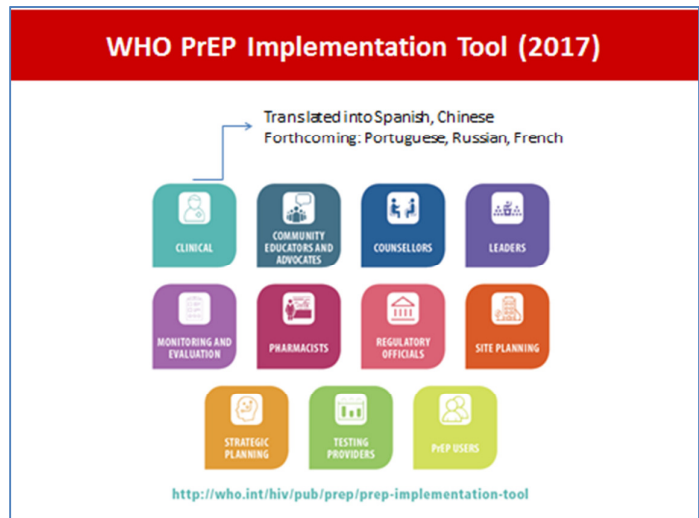 WHO PrEP Implementation Tool (2017)
Translated into Spanish, Chinese
Forthcoming: Portuguese, Russian, French
CLINICAL
COMMUNITY
EDUCATORS AND
ADVOCATES
COUNSELLORS
LEADERS
MONITORING AND
EVALUATION
PHARMACISTS
REGULATORY
OFFICIALS
SITE PLANNING
STRATEGIC
PLANNING
TESTING
PROVIDERS
PrEP USERS
http://who.int/hiv/pub/prep/prep-implementation-tool